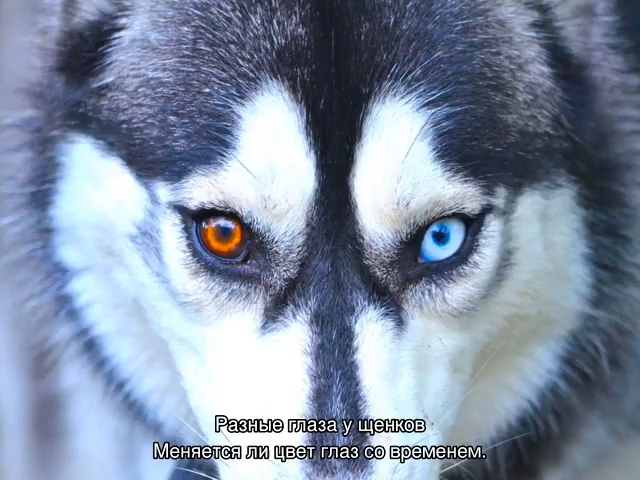 Разные глаза у щенков
Меняется ли цвет глаз со временем.